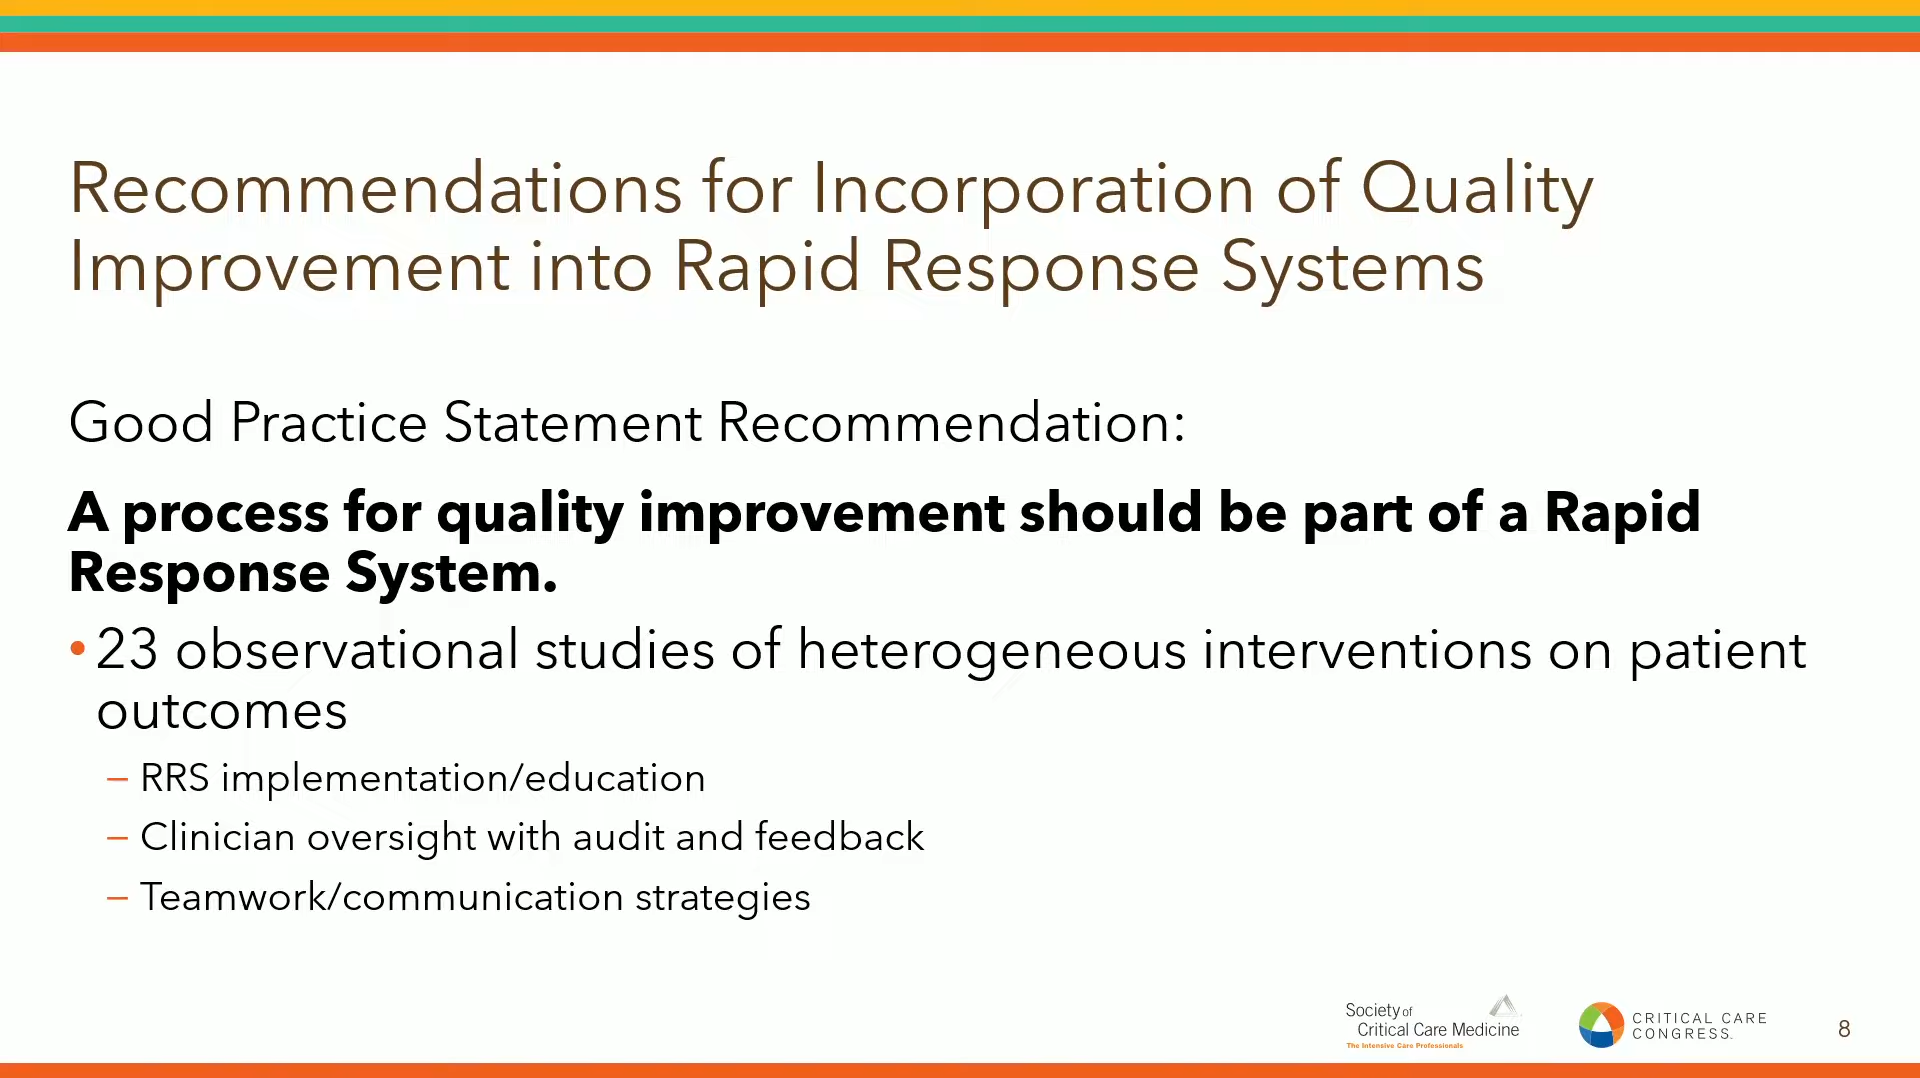 Recommendations for Incorporation of Quality
Improvement into Rapid Response Systems
Good Practice Statement Recommendation:
A process for quality improvement should be part of a Rapid
Response System.
• 23 observational studies of heterogeneous interventions on patient
outcomes
– RRS implementation/education
– Clinician oversight with audit and feedback
– Teamwork/communication strategies
Society of
Critical Care Medicine
The Intensive Care Professionals
CRITICAL CARE
CONGRESS.
8